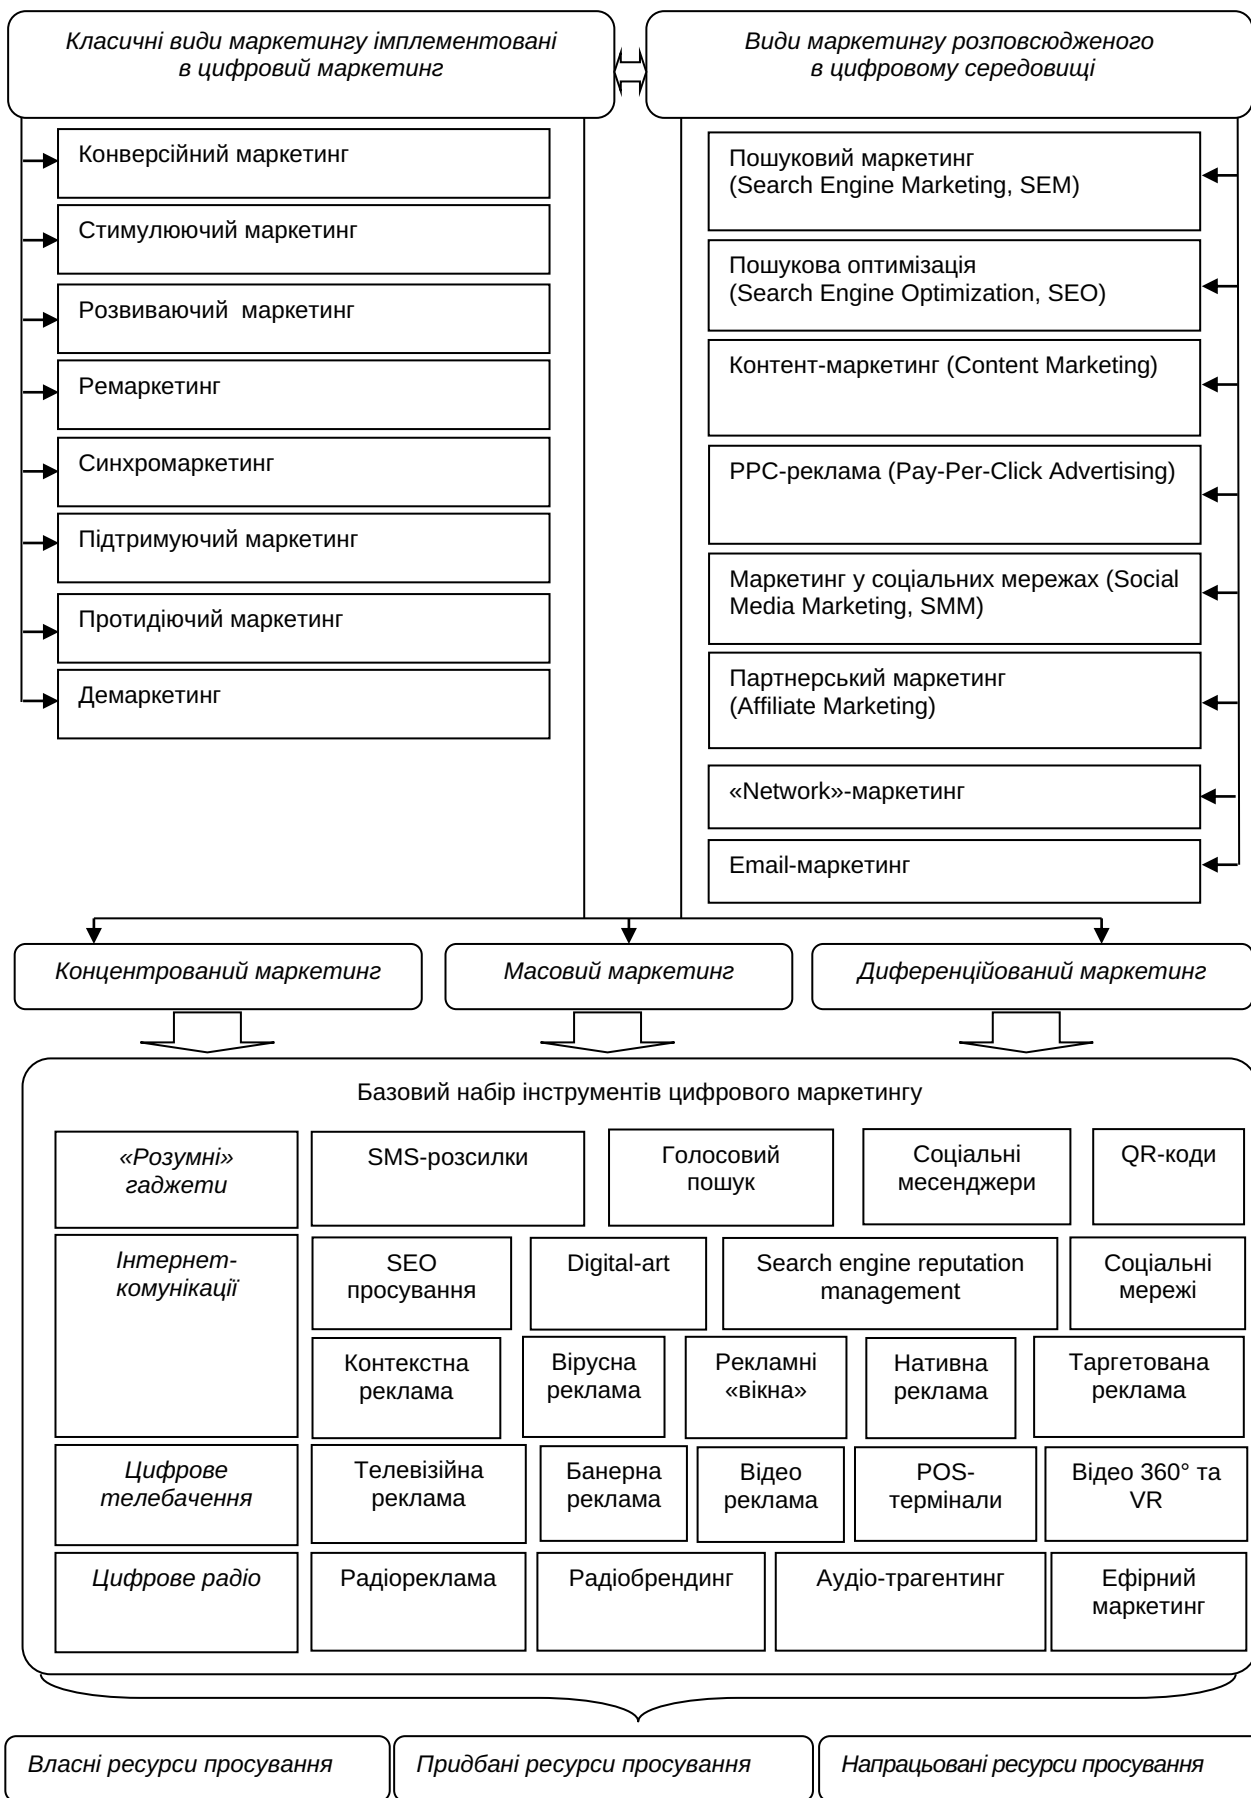 Класичні види маркетингу імплементовані
в цифровий маркетинг
Види маркетингу розповсюдженого
в цифровому середовищі
Конверсійний маркетинг
Стимулюючий маркетинг
Розвиваючий маркетинг
Ремаркетинг
Синхромаркетинг
Підтримуючий маркетинг
Протидіючий маркетинг
Демаркетинг
Пошуковий маркетинг
(Search Engine Marketing, SEM)
Пошукова оптимізація
(Search Engine Optimization, SEO)
Контент-маркетинг (Content Marketing)
PPC-реклама (Pay-Per-Click Advertising)
Маркетинг у соціальних мережах (Social
Media Marketing, SMM)
Партнерський маркетинг
(Affiliate Marketing)
«Network»-маркетинг
Email-маркетинг
Концентрований маркетинг
Масовий маркетинг
Диференційований маркетинг
Базовий набір інструментів цифрового маркетингу
«Розумні»
гаджети
SMS-розсилки
Голосовий
пошук
Соціальні
месенджери
QR-коди
Інтернет-
комунікації
SEO
просування
Digital-art
Search engine reputation
management
Соціальні
мережі
Контекстна
реклама
Вірусна
реклама
Рекламні
«вікна»
Нативна
реклама
Таргетована
реклама
Цифрове
телебачення
Телевізійна
реклама
Банерна
реклама
Відео
реклама
POS-
термінали
Відео 360° та
VR
Цифрове радіо
Радіореклама
Радіобрендинг
Аудіо-трагентинг
Ефірний
маркетинг
Власні ресурси просування
Придбані ресурси просування
Напрацьовані ресурси просування